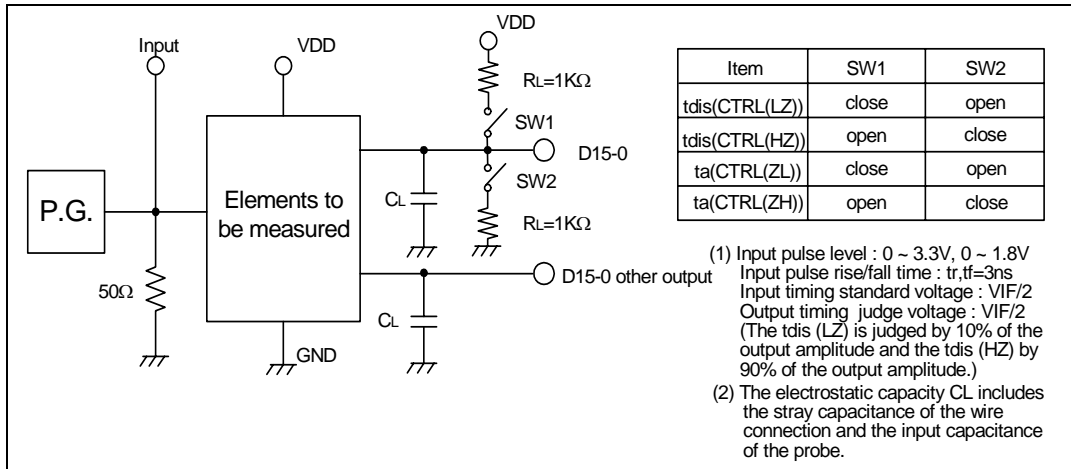 Input
VDD
VDD
RL=1KΩ
SW1
D15-0
SW2
CL
RL=1KΩ
P.G.
Elements to
be measured
50Ω
D15-0 other output
CL
GND
Item SW1 SW2
tdis(CTRL(LZ)) close open
tdis(CTRL(HZ)) open close
ta(CTRL(ZL)) close open
ta(CTRL(ZH)) open close
(1) Input pulse level : 0 ~ 3.3V, 0 ~ 1.8V
Input pulse rise/fall time : tr,tf=3ns
Input timing standard voltage : VIF/2
Output timing judge voltage : VIF/2
(The tdis (LZ) is judged by 10% of the
output amplitude and the tdis (HZ) by
90% of the output amplitude.)
(2) The electrostatic capacity CL includes
the stray capacitance of the wire
connection and the input capacitance
of the probe.